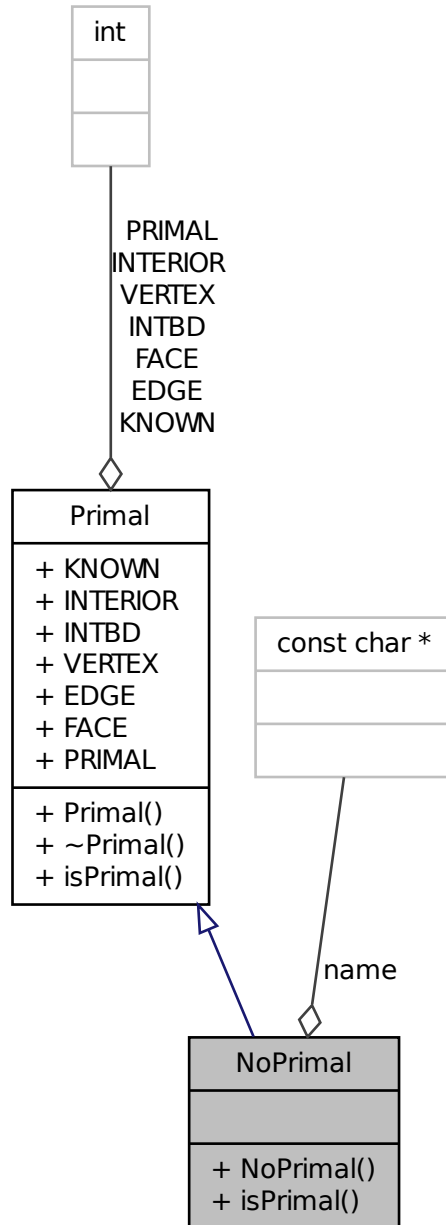 int
PRIMAL
INTERIOR
VERTEX
INTBD
FACE
EDGE
KNOWN
Primal
+ KNOWN
+ INTERIOR
+ INTBD
+ VERTEX
+ EDGE
+ FACE
+ PRIMAL
+ Primal()
+ ~Primal()
+ isPrimal()
const char *
name
NoPrimal
+ NoPrimal()
+ isPrimal()